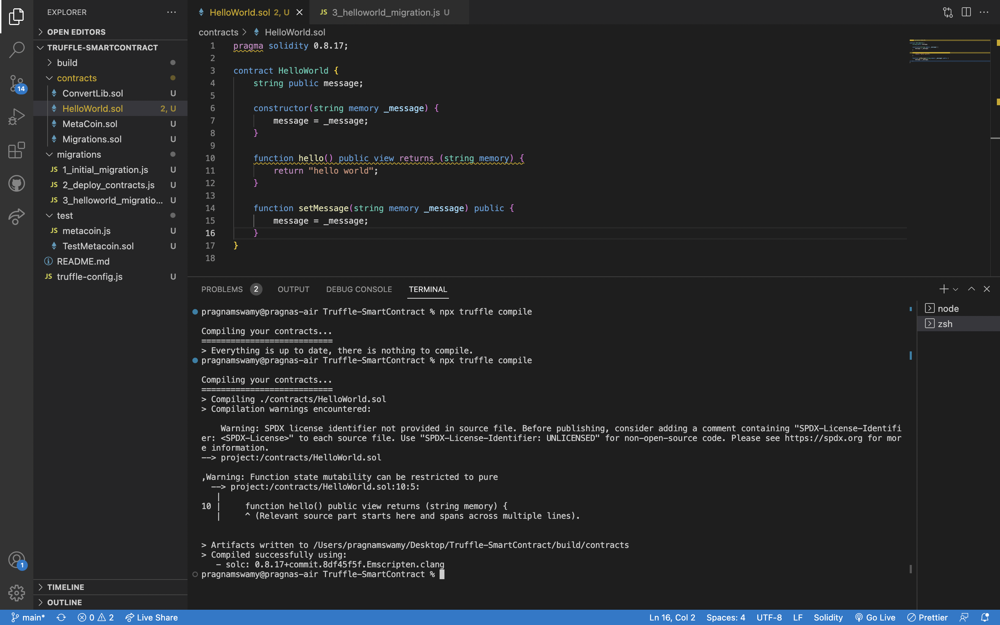 EXPLORER
OPEN EDITORS
TRUFFLE-SMARTCONTRACT
build
contracts
ConvertLib.sol U
HelloWorld.sol 2, U
MetaCoin.sol U
Migrations.sol U
migrations
JS 1_initial_migration.js U
JS 2_deploy_contracts.js U
JS 3_helloworld_migratio... U
test
JS metacoin.js U
TestMetacoin.sol U
README.md
JS truffle-config.js U
TIMELINE
OUTLINE
14
1
HelloWorld.sol 2, U
JS 3_helloworld_migration.js U
contracts > HelloWorld.sol
1 pragma solidity 0.8.17;
2
3 contract HelloWorld {
4 string public message;
5
6 constructor(string memory _message) {
7 message = _message;
8 }
9
10 function hello() public view returns (string memory) {
11 return "hello world";
12 }
13
14 function setMessage(string memory _message) public {
15 message = _message;
16 }
17 }
18
PROBLEMS 2 OUTPUT DEBUG CONSOLE TERMINAL
pragnamswamy@pragnas-air Truffle-SmartContract % npx truffle compile
Compiling your contracts...
===========================
> Everything is up to date, there is nothing to compile.
pragnamswamy@pragnas-air Truffle-SmartContract % npx truffle compile
Compiling your contracts...
===========================
> Compiling ./contracts/HelloWorld.sol
> Compilation warnings encountered:
Warning: SPDX license identifier not provided in source file. Before publishing, consider adding a comment containing "SPDX-License-Identifi
er: <SPDX-License>" to each source file. Use "SPDX-License-Identifier: UNLICENSED" for non-open-source code. Please see https://spdx.org for mor
e information.
--> project:/contracts/HelloWorld.sol
,Warning: Function state mutability can be restricted to pure
--> project:/contracts/HelloWorld.sol:10:5:
|
10 | function hello() public view returns (string memory) {
| ^ (Relevant source part starts here and spans across multiple lines).
> Artifacts written to /Users/pragnamswamy/Desktop/Truffle-SmartContract/build/contracts
> Compiled successfully using:
- solc: 0.8.17+commit.8df45f5f.Emscripten.clang
pragnamswamy@pragnas-air Truffle-SmartContract %
node
zsh
main* 0 2 Live Share Ln 16, Col 2 Spaces: 4 UTF-8 LF Solidity Go Live Prettier